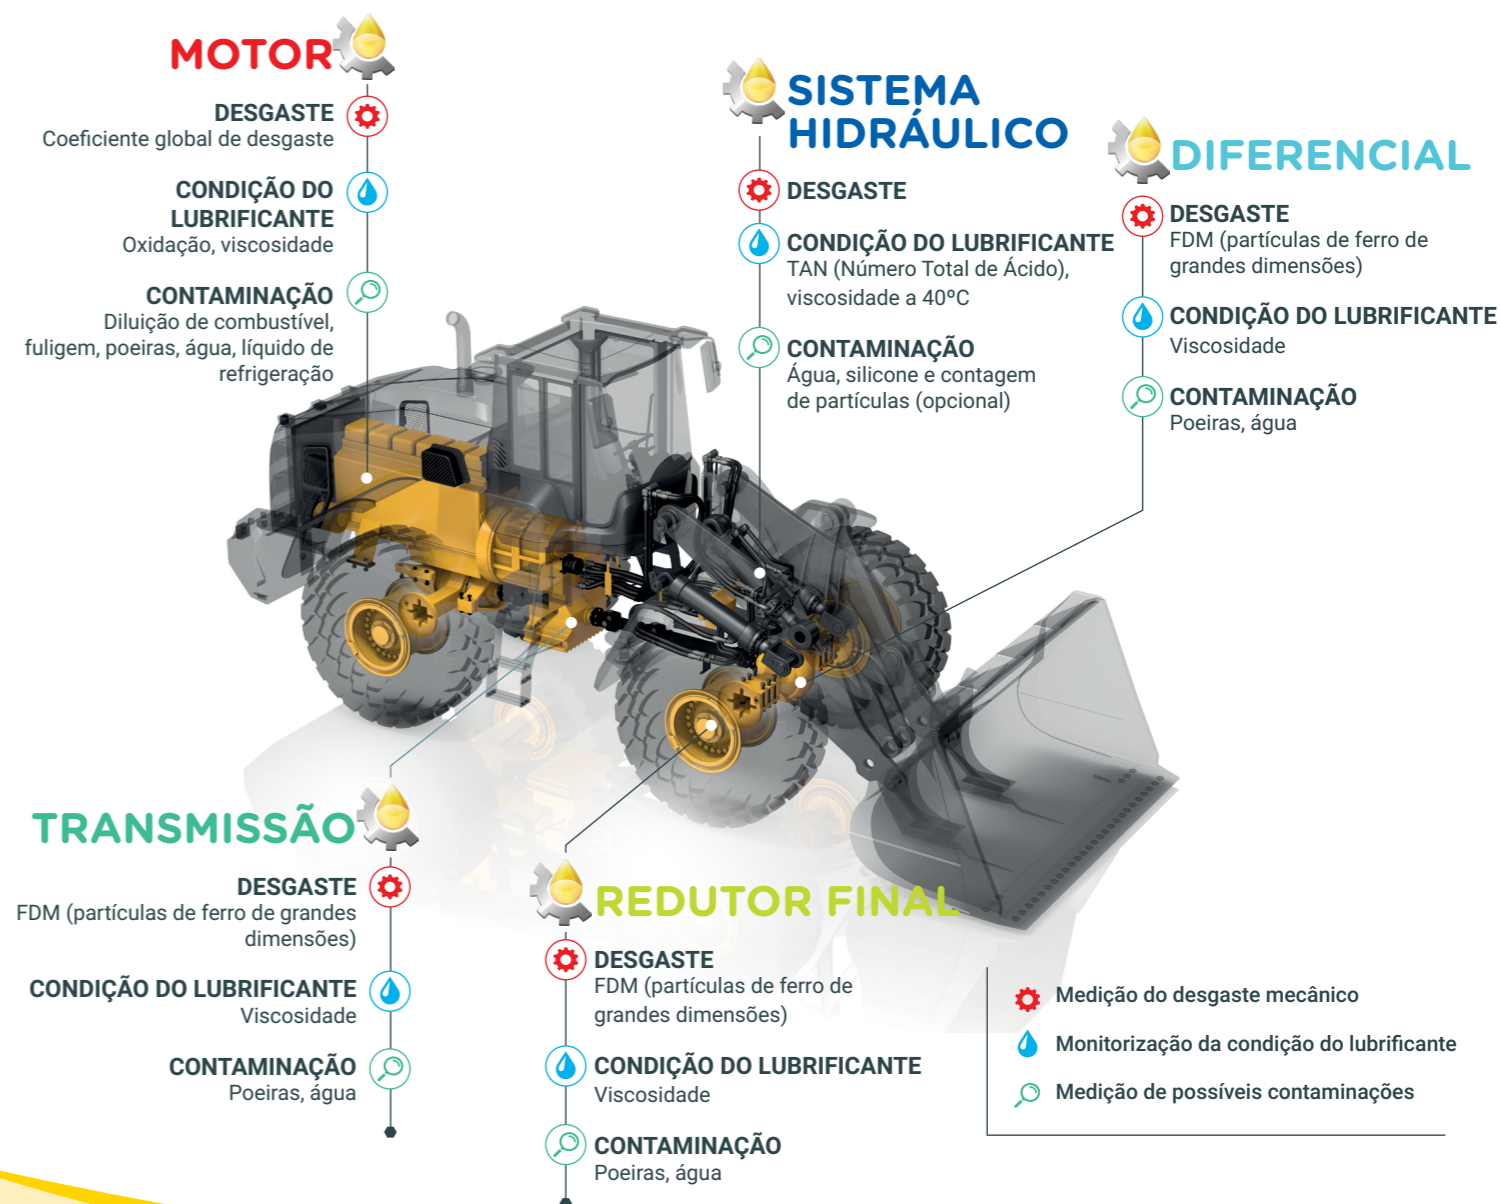 MOTOR
DESGASTE
Coeficiente global de desgaste
CONDIÇÃO DO
LUBRIFICANTE
Oxidação, viscosidade
CONTAMINAÇÃO
Diluição de combustível,
fuligem, poeiras, água, líquido de
refrigeração
SISTEMA
HIDRÁULICO
DESGASTE
CONDIÇÃO DO LUBRIFICANTE
TAN (Número Total de Ácido),
viscosidade a 40ºC
CONTAMINAÇÃO
Água, silicone e contagem
de partículas (opcional)
DIFERENCIAL
DESGASTE
FDM (partículas de ferro de
grandes dimensões)
CONDIÇÃO DO LUBRIFICANTE
Viscosidade
CONTAMINAÇÃO
Poeiras, água
TRANSMISSÃO
DESGASTE
FDM (partículas de ferro de grandes
dimensões)
CONDIÇÃO DO LUBRIFICANTE
Viscosidade
CONTAMINAÇÃO
Poeiras, água
REDUTOR FINAL
DESGASTE
FDM (partículas de ferro de
grandes dimensões)
CONDIÇÃO DO LUBRIFICANTE
Viscosidade
CONTAMINAÇÃO
Poeiras, água
Medição do desgaste mecânico
Monitorização da condição do lubrificante
Medição de possíveis contaminações